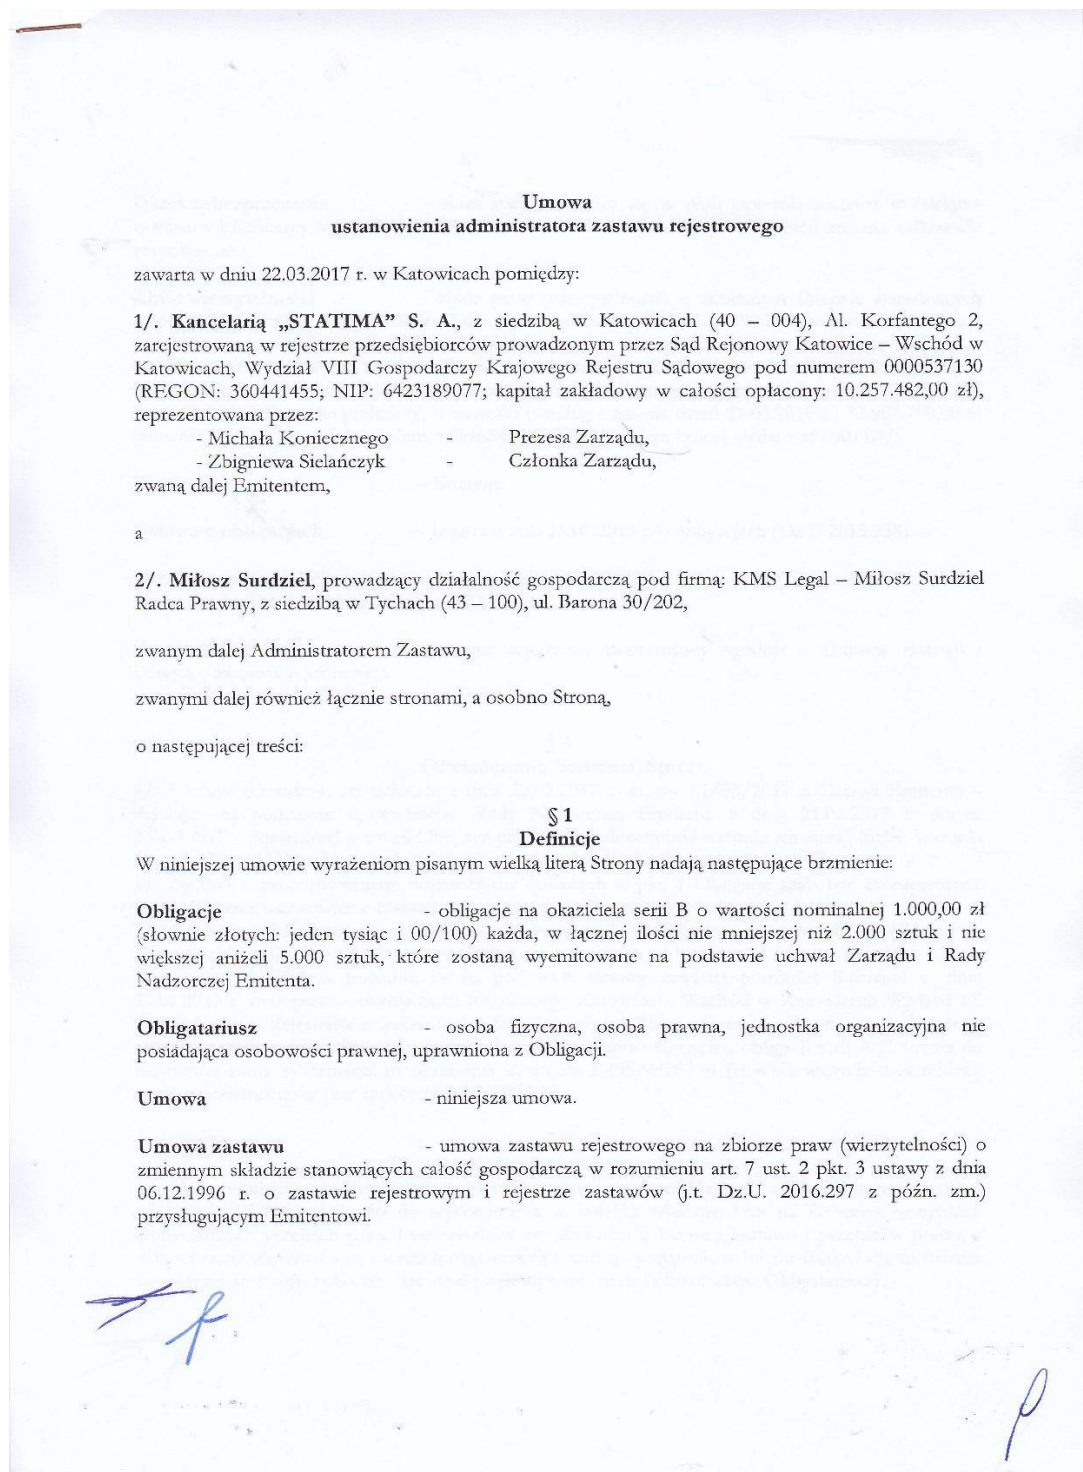 Umowa
ustanowienia administratora zastawu rejestrowego
zawarta w dniu 22.03.2017 r. w Katowicach pomiędzy:
1/. Kancelarią „STATIMA” S. A., z siedzibą w Katowicach (40 – 004), Al. Korfantego 2,
zarejestrowaną w rejestrze przedsiębiorców prowadzonym przez Sąd Rejonowy Katowice – Wschód w
Katowicach, Wydział VIII Gospodarczy Krajowego Rejestru Sądowego pod numerem 0000537130
(REGON: 360441455; NIP: 6423189077; kapitał zakładowy w całości opłacony: 10.257.482,00 zł),
reprezentowana przez:
- Michała Koniecznego - Prezesa Zarządu,
- Zbigniewa Sielańczyk - Członka Zarządu,
zwaną dalej Emitentem,
a
2/. Miłosz Surdziel, prowadzący działalność gospodarczą pod firmą: KMS Legal – Miłosz Surdziel
Radca Prawny, z siedzibą w Tychach (43 – 100), ul. Barona 30/202,
zwanym dalej Administratorem Zastawu,
zwanymi dalej również łącznie stronami, a osobno Stroną,
o następującej treści:
§ 1
Definicje
W niniejszej umowie wyrażeniom pisanym wielką literą Strony nadają następujące brzmienie:
Obligacje - obligacje na okaziciela serii B o wartości nominalnej 1.000,00 zł
(słownie złotych: jeden tysiąc i 00/100) każda, w łącznej ilości nie mniejszej niż 2.000 sztuk i nie
większej aniżeli 5.000 sztuk, które zostaną wyemitowane na podstawie uchwał Zarządu i Rady
Nadzorczej Emitenta.
Obligatariusz - osoba fizyczna, osoba prawna, jednostka organizacyjna nie
posiadająca osobowości prawnej, uprawniona z Obligacji.
Umowa - niniejsza umowa.
Umowa zastawu - umowa zastawu rejestrowego na zbiorze praw (wierzytelności) o
zmiennym składzie stanowiących całość gospodarczą w rozumieniu art. 7 ust. 2 pkt. 3 ustawy z dnia
06.12.1996 r. o zastawie rejestrowym i rejestrze zastawów (j.t. Dz.U. 2016.297 z późn. zm.)
przysługującym Emitentowi.